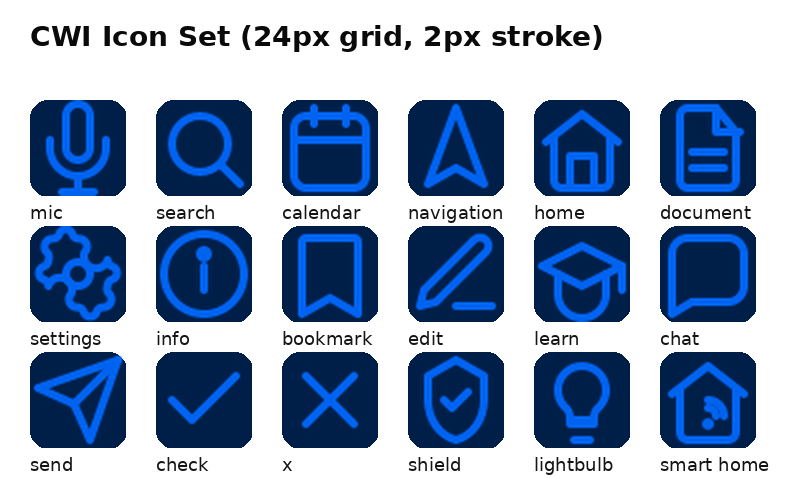 CWI Icon Set (24px grid, 2px stroke)
mic search calendar navigation home document
settings info bookmark edit learn chat
send check x shield lightbulb smart home